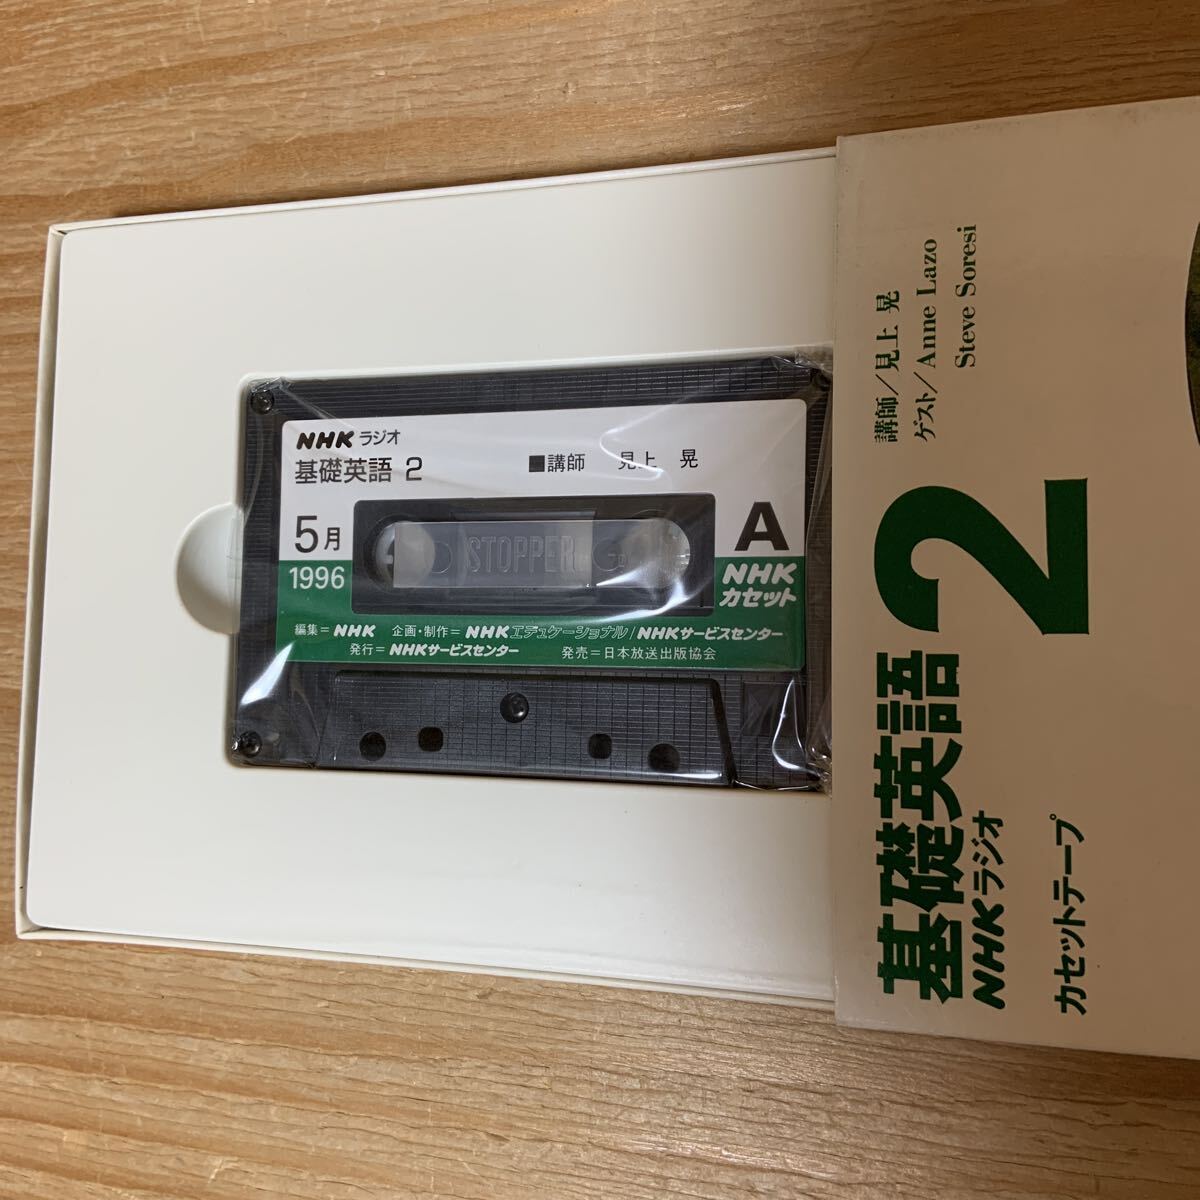 NHK ラジオ
基礎英語 2
■講師 見上 晃
5月
1996
STOPPER
A
NHK
カセット
編集=NHK 企画・制作=NHKエデュケーショナル/NHKサービスセンター
発行=NHKサービスセンター 発売=日本放送出版協会
講師/見上 晃
ゲスト/Anne Lazo
Steve Soresi
基礎英語2
NHKラジオ
カセットテープ